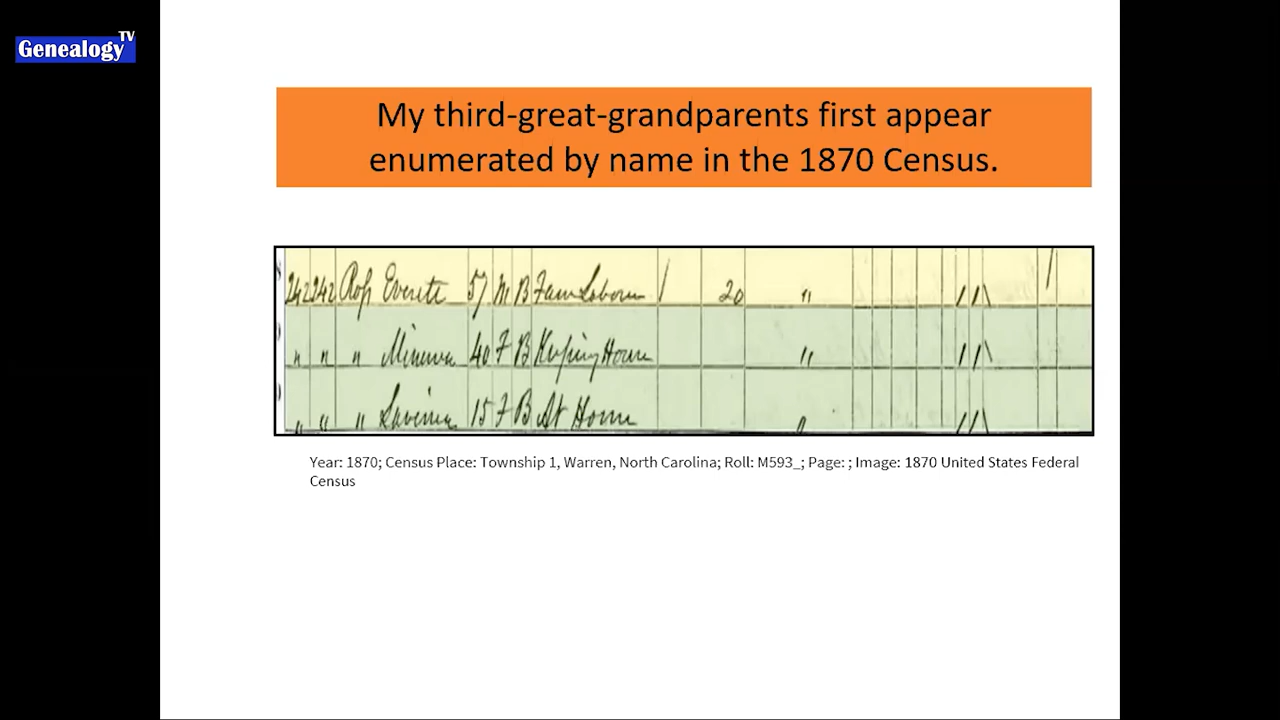 Genealogy TV
My third-great-grandparents first appear
enumerated by name in the 1870 Census.
242 242 Ross Everett 57 M B Farm Laborer / 20 "
" " " Minerva 40 F B Keeping House "
" " " Lavinia 15 F B At Home "
Year: 1870; Census Place: Township 1, Warren, North Carolina; Roll: M593_; Page: ; Image: 1870 United States Federal
Census